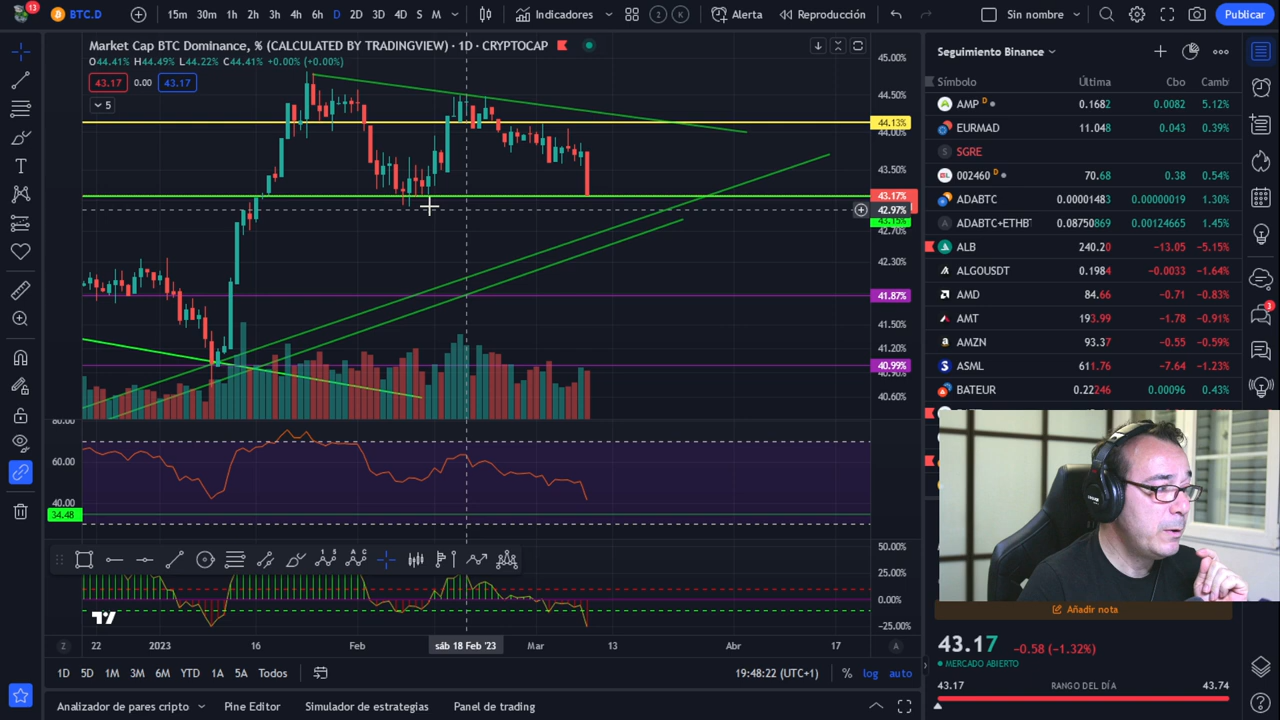 13
BTC.D
15m 30m 1h 2h 3h 4h 6h D 2D 3D 4D S M
Indicadores
2 K
Alerta
Reproducción
Sin nombre
Publicar
Market Cap BTC Dominance, % (CALCULATED BY TRADINGVIEW) · 1D · CRYPTOCAP
O44.41% H44.49% L44.22% C44.41% +0.00% (+0.00%)
43.17 0.00 43.17
5
45.00%
44.50%
44.13%
44.00%
43.50%
43.17%
42.97%
43.15%
42.70%
42.30%
41.87%
41.50%
41.20%
40.99%
40.90%
40.60%
80.00
60.00
40.00
34.48
50.00%
25.00%
0.00%
−25.00%
Z 22 2023 16 Feb sáb 18 Feb '23 Mar 13 Abr 17 A
1D 5D 1M 3M 6M YTD 1A 5A Todos
19:48:22 (UTC+1) % log auto
Analizador de pares cripto Pine Editor Simulador de estrategias Panel de trading
Seguimiento Binance
Símbolo Última Cbo Camb
AMP D 0.1682 0.0082 5.12%
EURMAD 11.048 0.043 0.39%
SGRE
002460 D 70.68 0.38 0.54%
ADABTC 0.00001483 0.00000019 1.30%
ADABTC+ETHBT 0.08750869 0.00124665 1.45%
ALB 240.20 −13.05 −5.15%
ALGOUSDT 0.1984 −0.0033 −1.64%
AMD 84.66 −0.71 −0.83%
AMT 193.99 −1.78 −0.91%
AMZN 93.37 −0.55 −0.59%
ASML 611.76 −7.64 −1.23%
BATEUR 0.22246 0.00096 0.43%
Añadir nota
43.17 −0.58 (−1.32%)
MERCADO ABIERTO
43.17 RANGO DEL DÍA 43.74
3